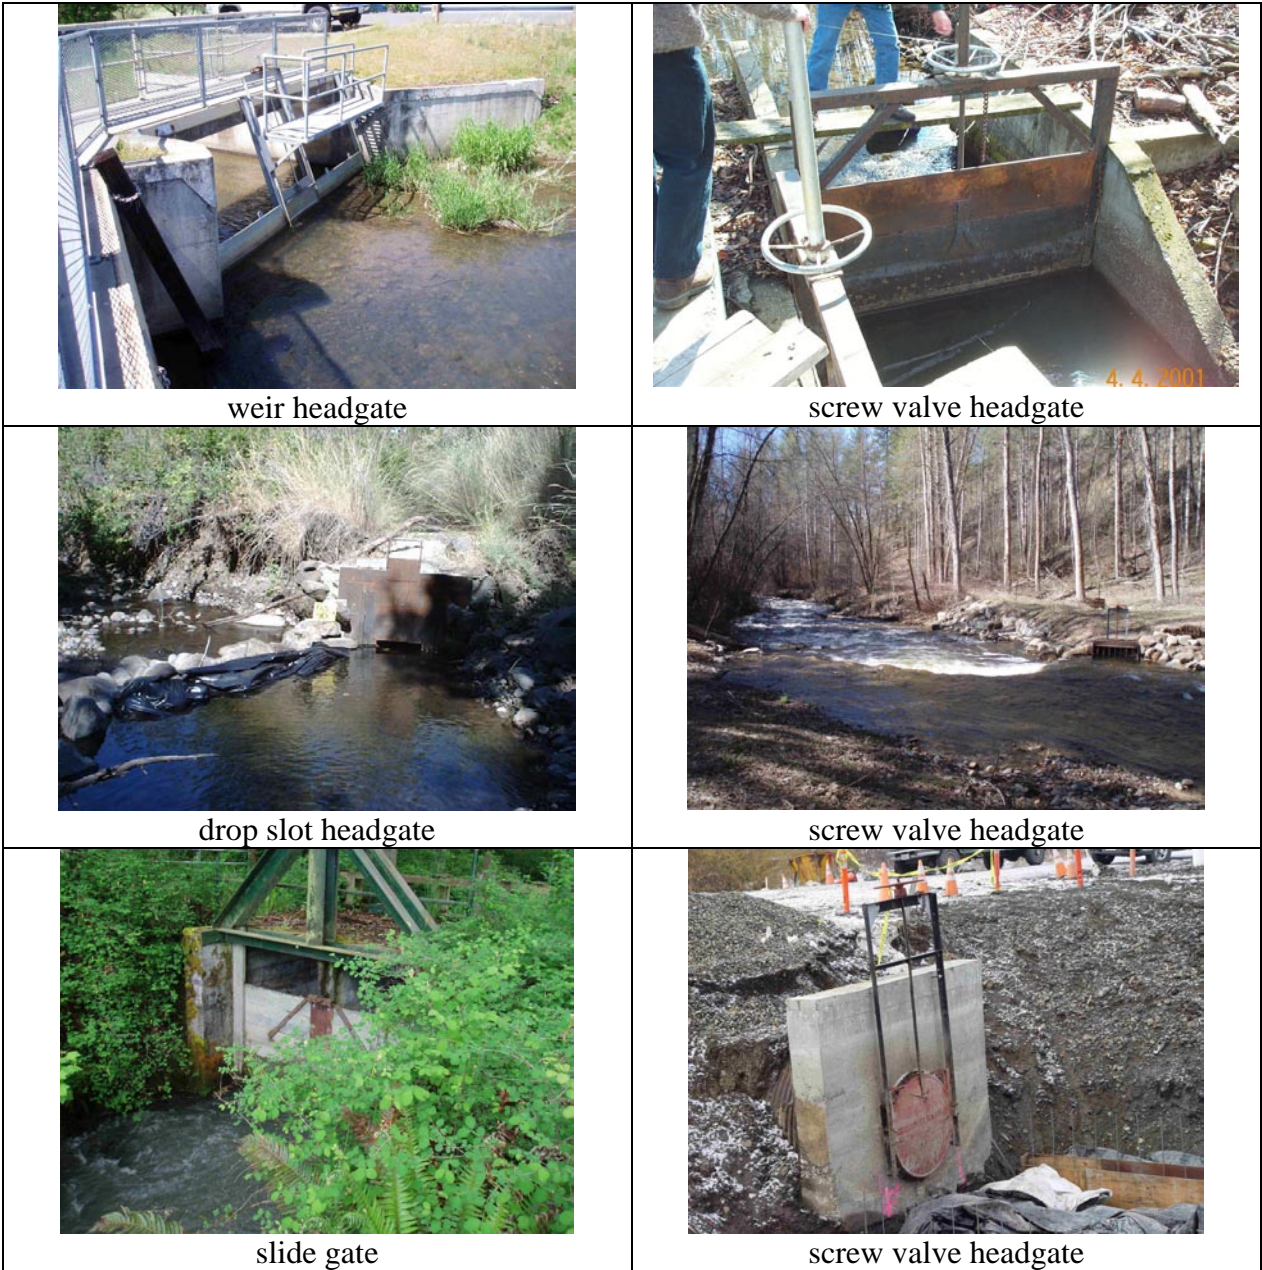 4. 4. 2001
weir headgate
screw valve headgate
drop slot headgate
screw valve headgate
slide gate
screw valve headgate